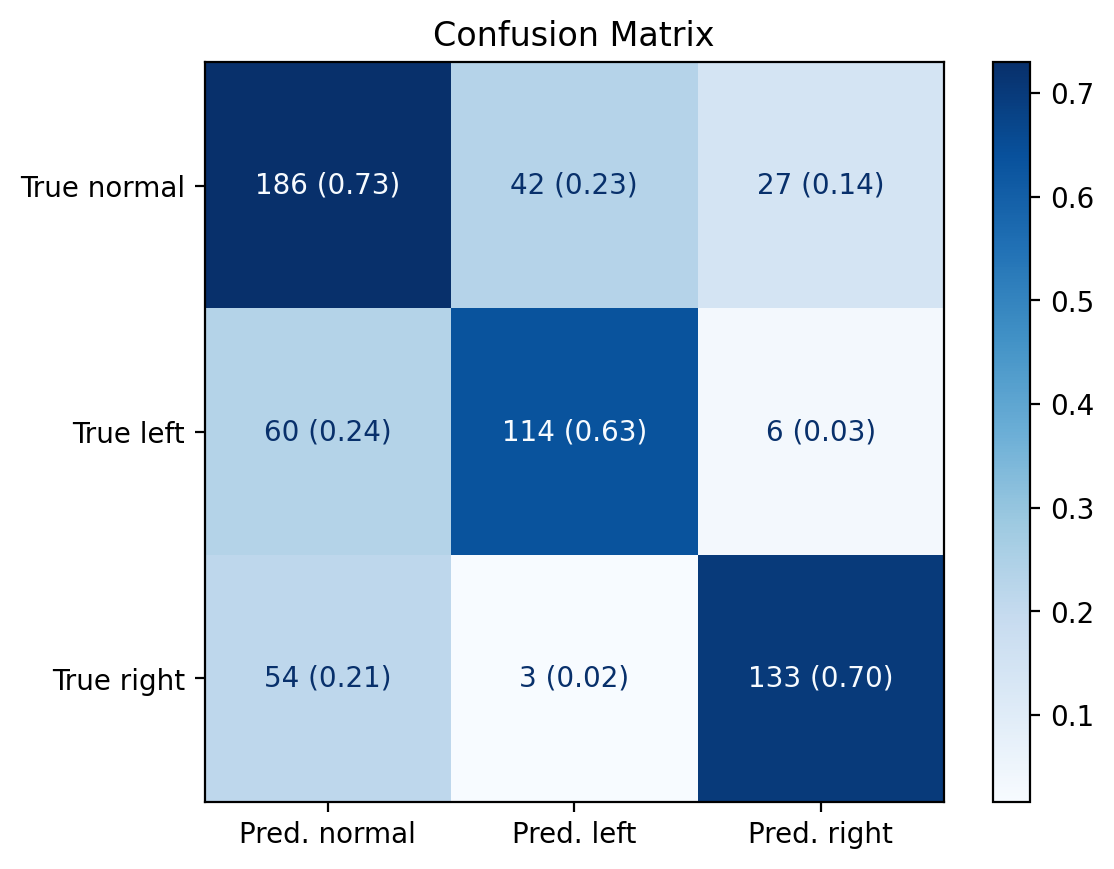 Confusion Matrix
True normal
186 (0.73)
42 (0.23)
27 (0.14)
True left
60 (0.24)
114 (0.63)
6 (0.03)
True right
54 (0.21)
3 (0.02)
133 (0.70)
Pred. normal
Pred. left
Pred. right
0.7
0.6
0.5
0.4
0.3
0.2
0.1